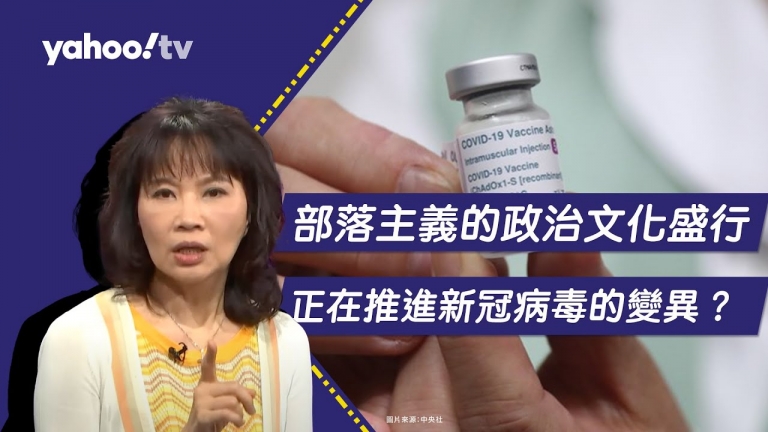 yahoo!tv
COVID-19 Vaccine
Intramuscular Injection
COVID-19 Vaccine
ChAdOx1-S [recombinant]
部落主義的政治文化盛行
正在推進新冠病毒的變異？
圖片來源:中央社